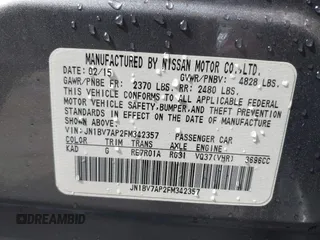 MANUFACTURED BY NISSAN MOTOR CO.,LTD.
DATE: 02/15 GVWR/PNBV: 4828 LBS.
GAWR/PNBE FR: 2370 LBS. RR: 2480 LBS.
THIS VEHICLE CONFORMS TO ALL APPLICABLE
FEDERAL MOTOR VEHICLE SAFETY, BUMPER, AND THEFT PREVENTION
STANDARDS IN EFFECT ON THE DATE OF MANUFACTURE
SHOWN ABOVE.
VIN: JN1BV7AP2FM342357 PASSENGER CAR
COLOR TRIM TRANS AXLE ENGINE
KAD G RE7R01A RG91 VQ37(VHR) 3696CC
JN1BV7AP2FM342357
DREAMBID